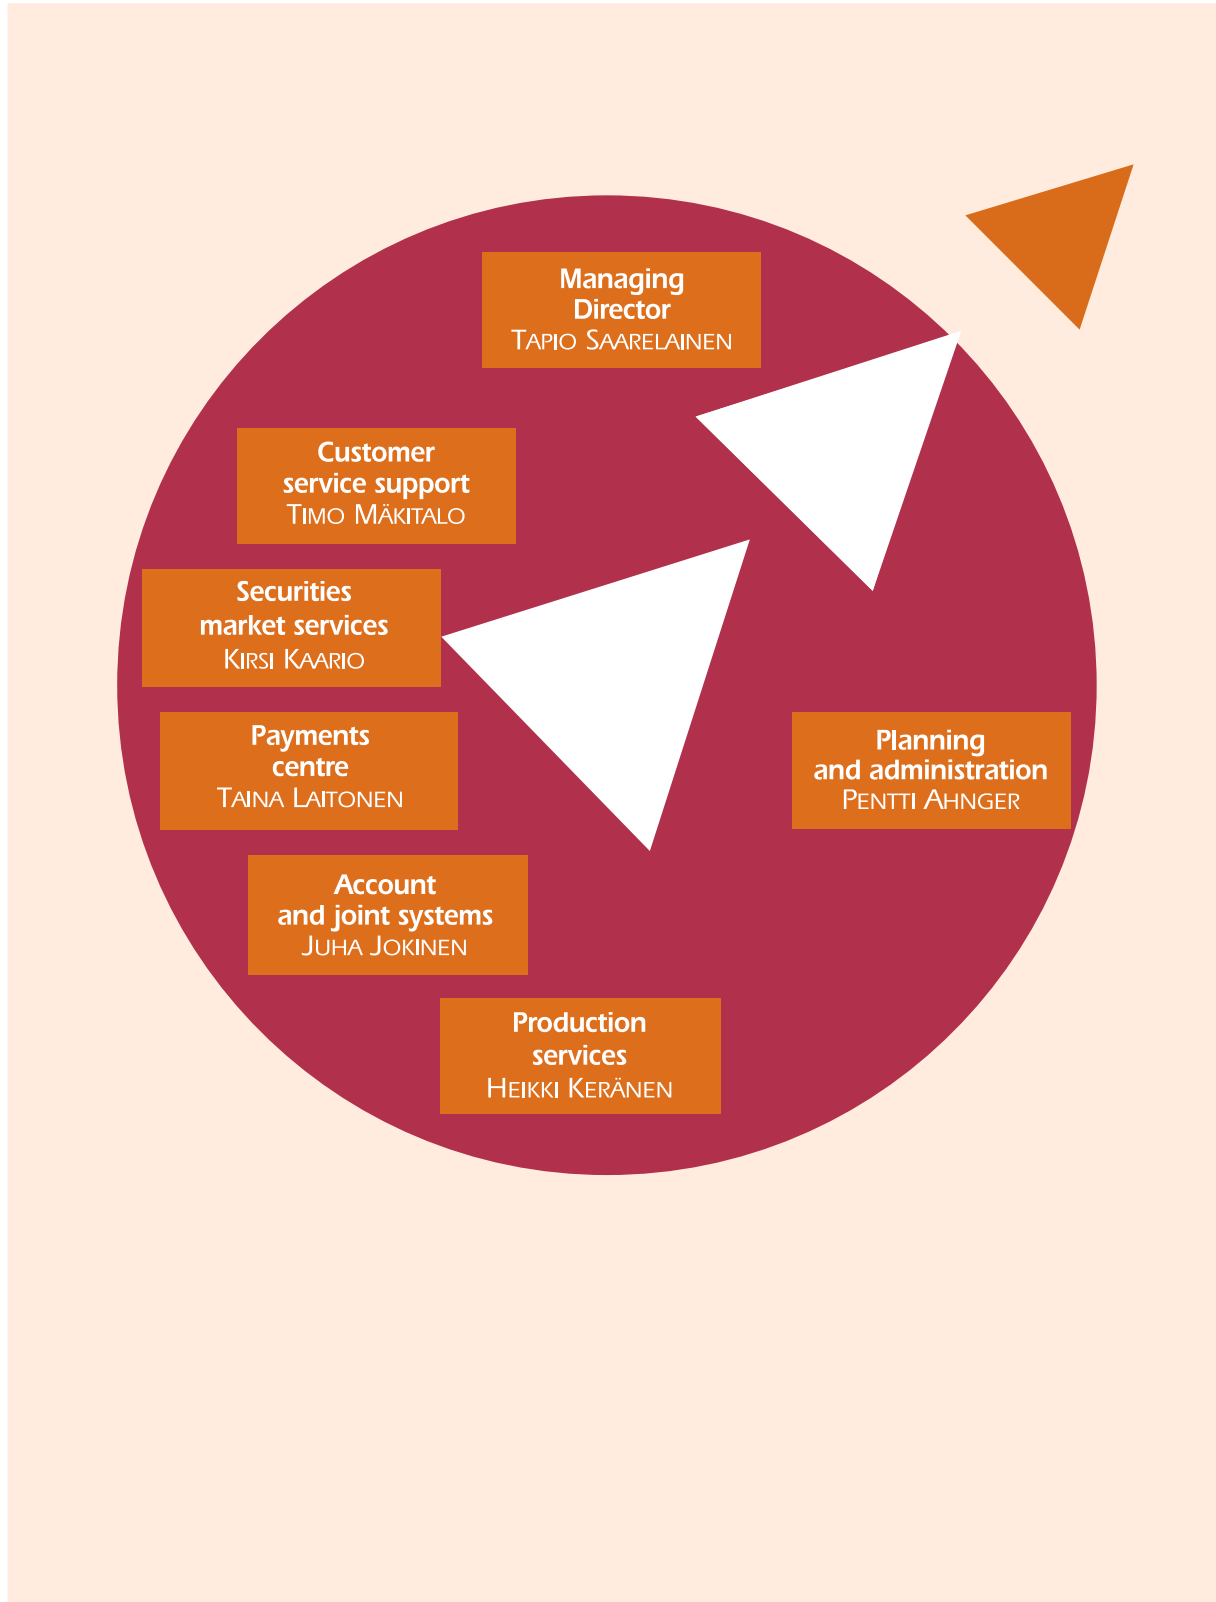 Managing
Director
TAPIO SAARELAINEN
Customer
service support
TIMO MÄKITALO
Securities
market services
KIRSI KAARIO
Payments
centre
TAINA LAITONEN
Planning
and administration
PENTTI AHNGER
Account
and joint systems
JUHA JOKINEN
Production
services
HEIKKI KERÄNEN